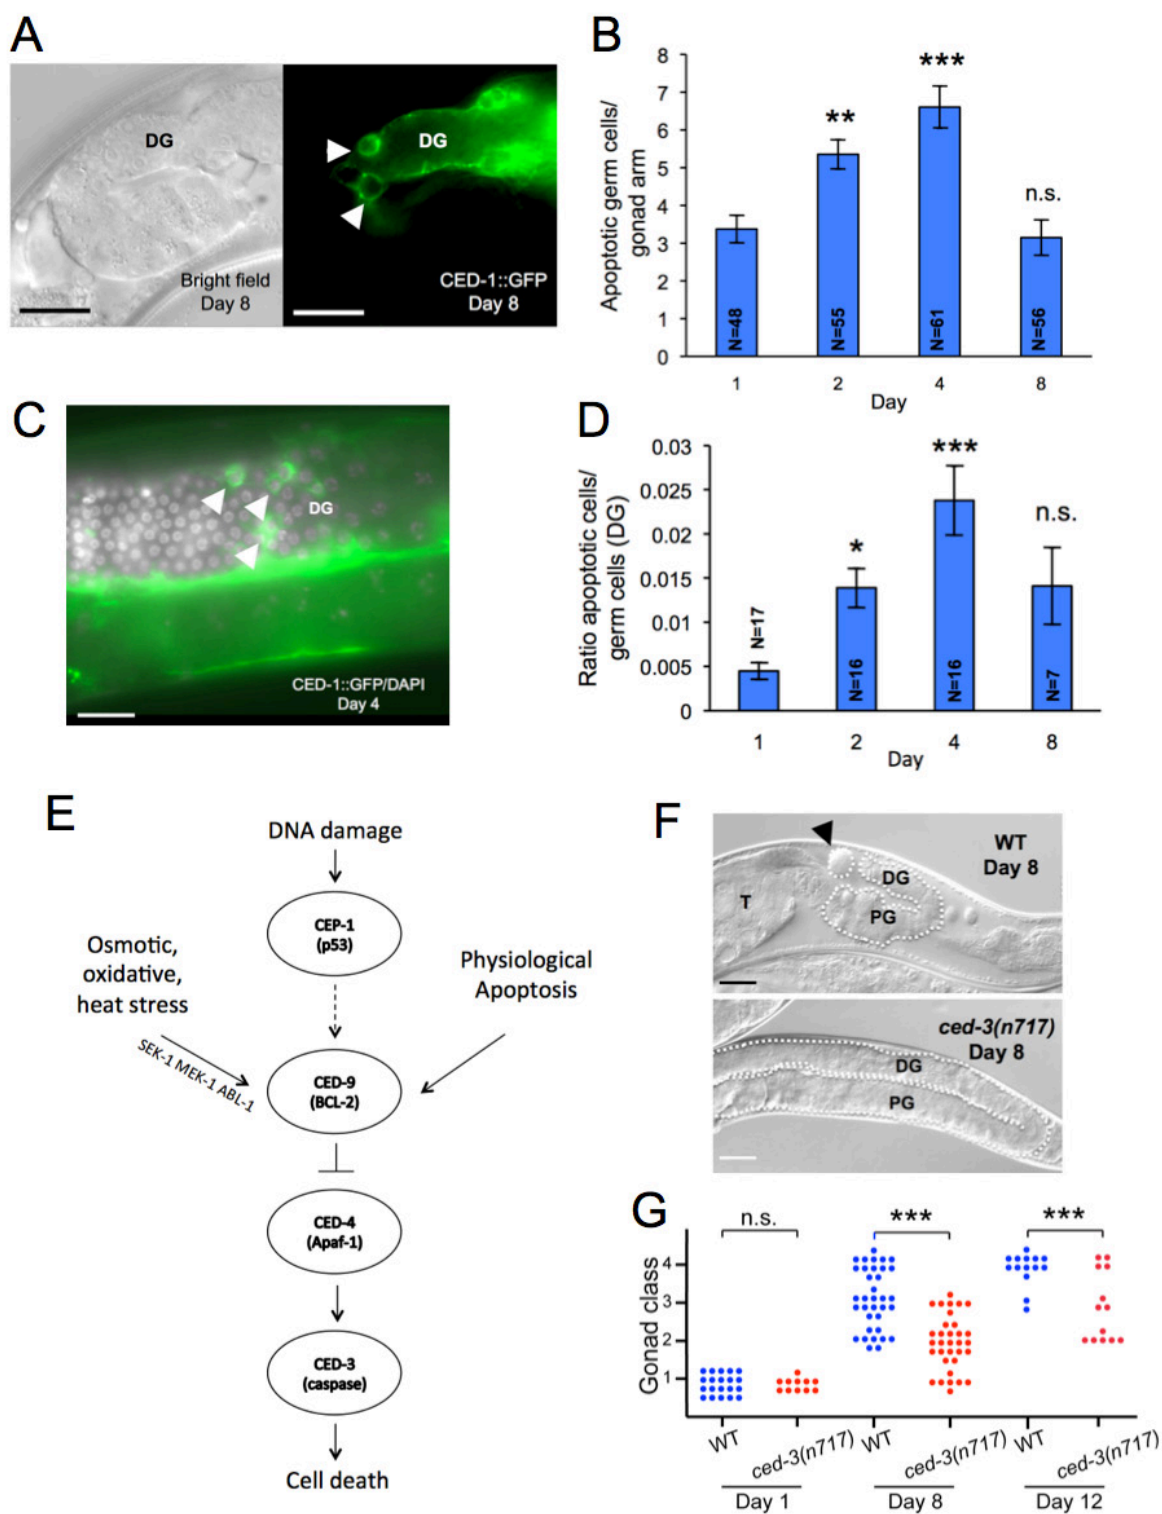 A
DG
Bright field
Day 8
DG
CED-1::GFP
Day 8
B
Apoptotic germ cells/
gonad arm
8
7
6
5
4
3
2
1
0
**
***
n.s.
N=48
N=55
N=61
N=56
1
2
4
8
Day
C
DG
CED-1::GFP/DAPI
Day 4
D
Ratio apoptotic cells/
germ cells (DG)
0.03
0.025
0.02
0.015
0.01
0.005
0
*
***
n.s.
N=17
N=16
N=16
N=7
1
2
4
8
Day
E
DNA damage
CEP-1
(p53)
Osmotic,
oxidative,
heat stress
SEK-1 MEK-1 ABL-1
Physiological
Apoptosis
CED-9
(BCL-2)
CED-4
(Apaf-1)
CED-3
(caspase)
Cell death
F
WT
Day 8
T
DG
PG
ced-3(n717)
Day 8
DG
PG
G
Gonad class
4
3
2
1
n.s.
***
***
WT
ced-3(n717)
WT
ced-3(n717)
WT
ced-3(n717)
Day 1
Day 8
Day 12